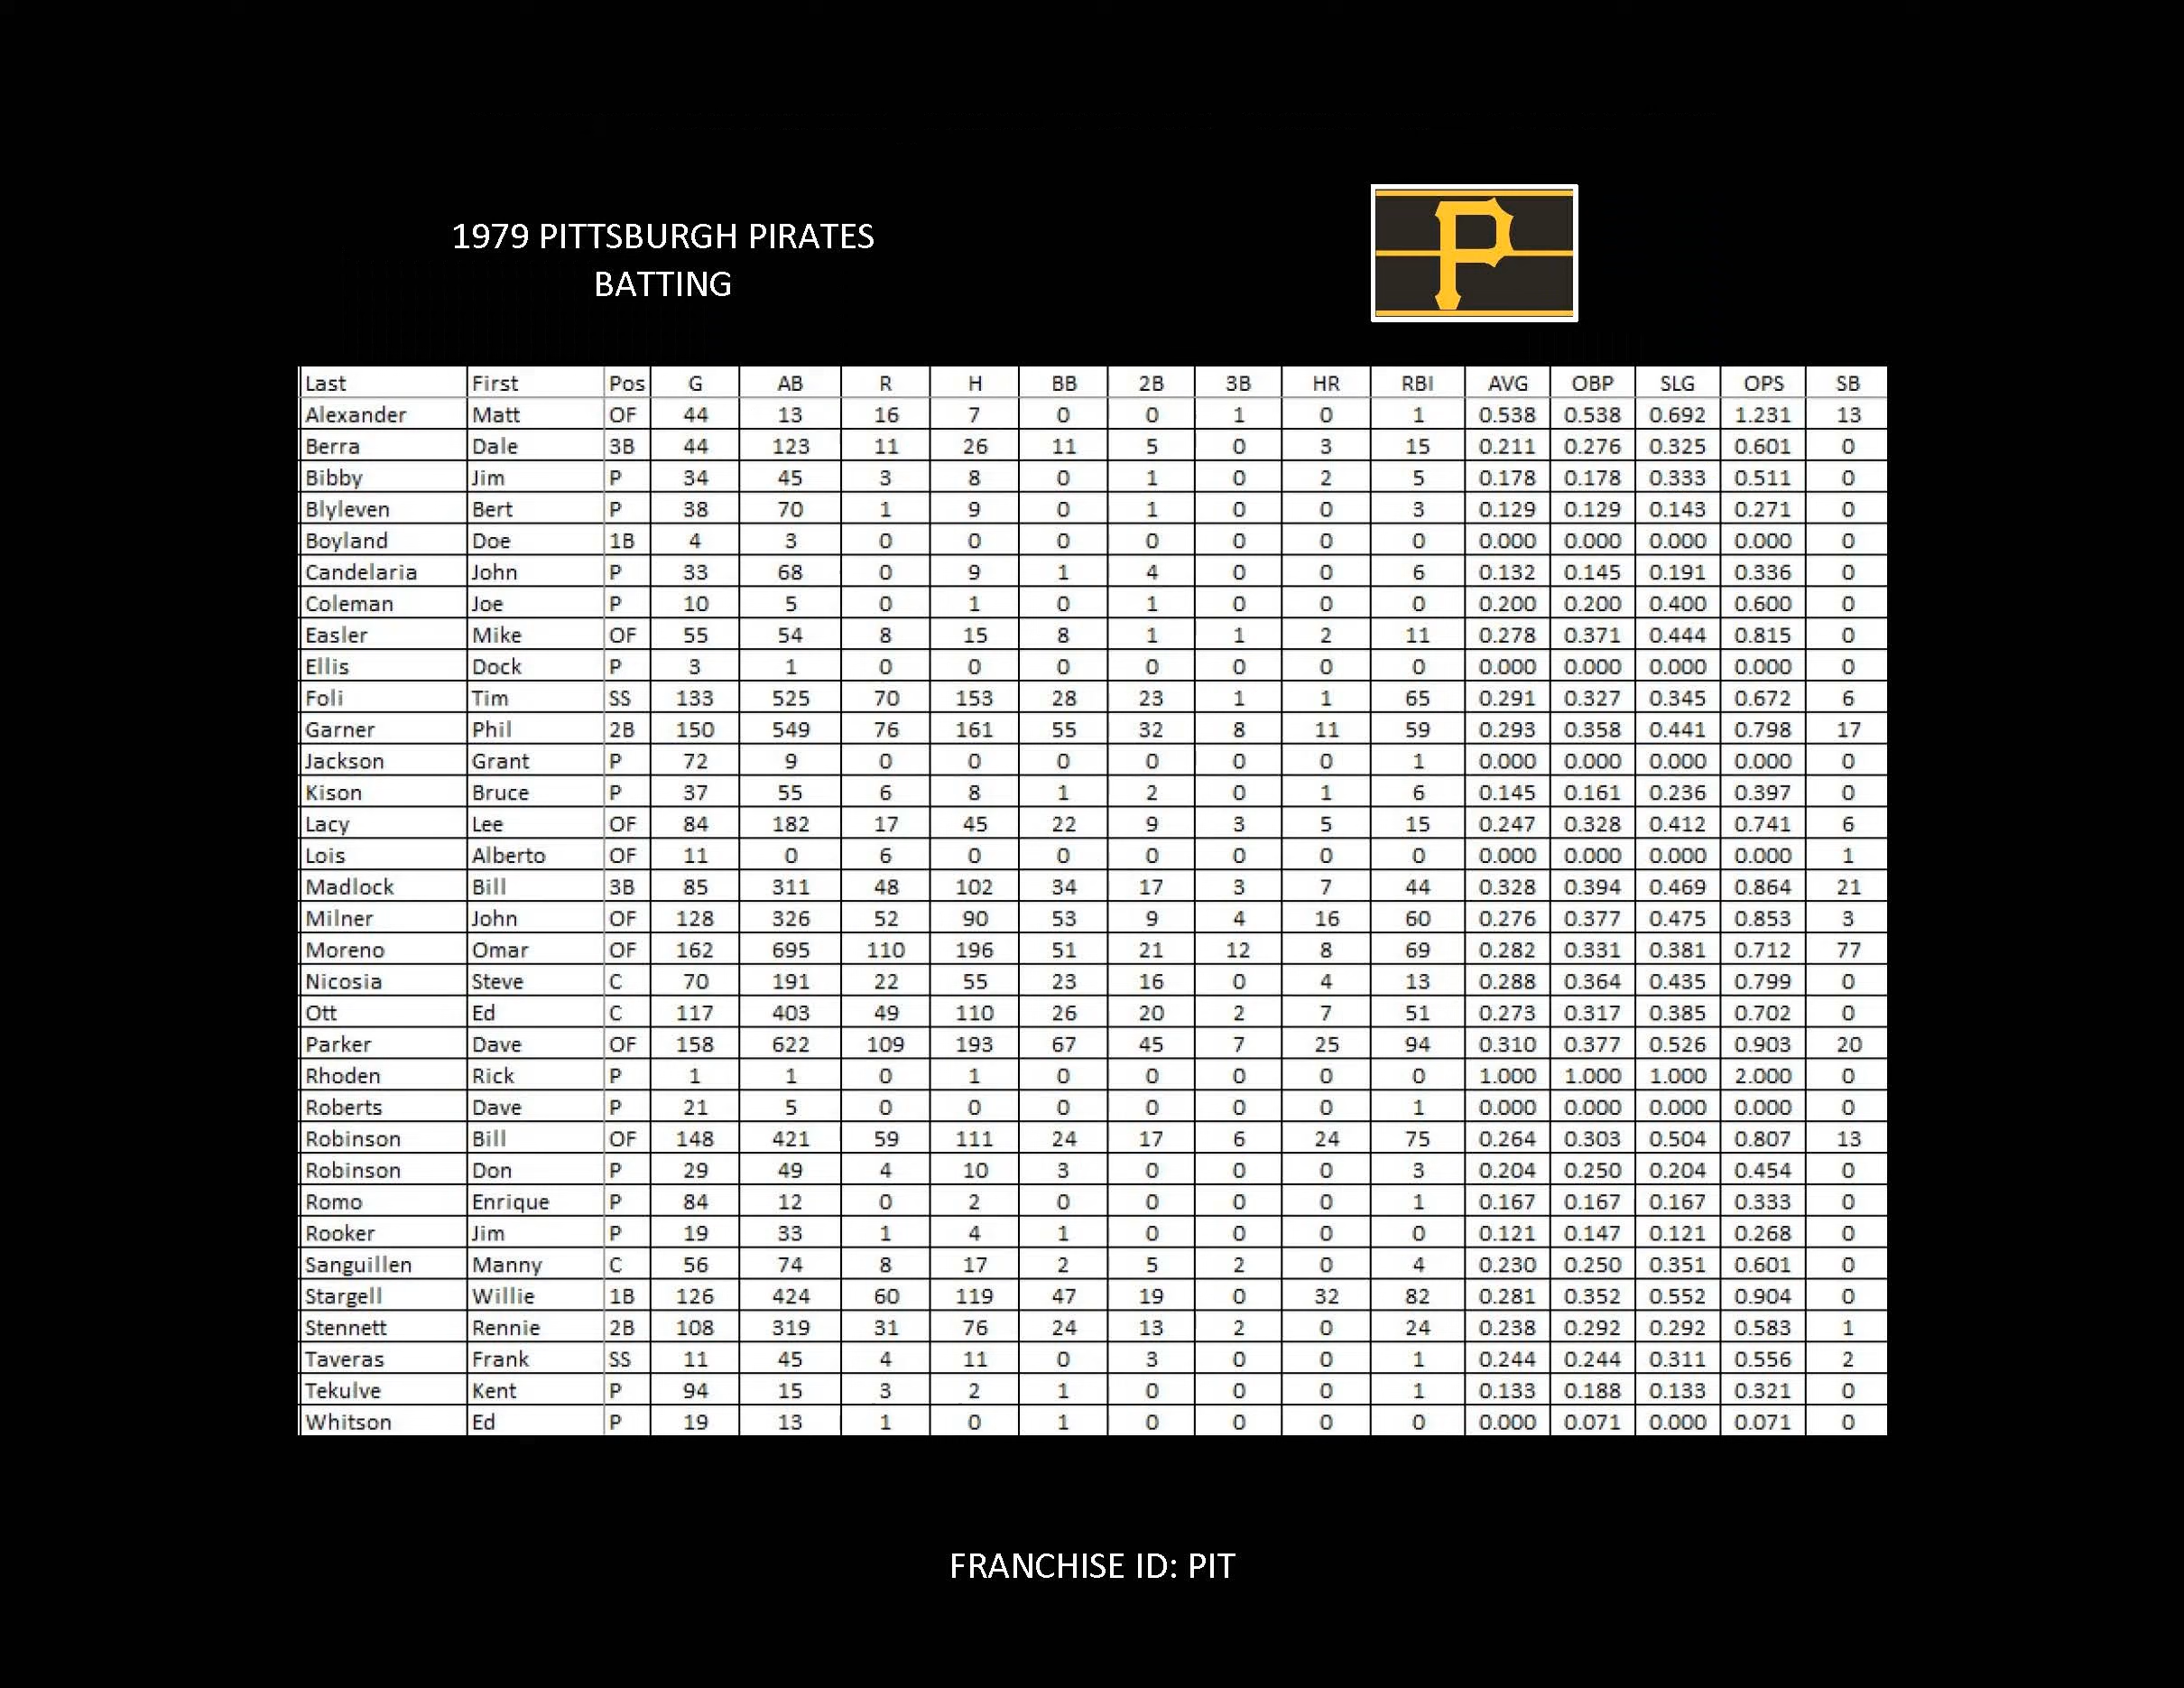 1979 PITTSBURGH PIRATES
BATTING
P
Last First Pos G AB R H BB 2B 3B HR RBI AVG OBP SLG OPS SB
Alexander Matt OF 44 13 16 7 0 0 1 0 1 0.538 0.538 0.692 1.231 13
Berra Dale 3B 44 123 11 26 11 5 0 3 15 0.211 0.276 0.325 0.601 0
Bibby Jim P 34 45 3 8 0 1 0 2 5 0.178 0.178 0.333 0.511 0
Blyleven Bert P 38 70 1 9 0 1 0 0 3 0.129 0.129 0.143 0.271 0
Boyland Doe 1B 4 3 0 0 0 0 0 0 0 0.000 0.000 0.000 0.000 0
Candelaria John P 33 68 0 9 1 4 0 0 6 0.132 0.145 0.191 0.336 0
Coleman Joe P 10 5 0 1 0 1 0 0 0 0.200 0.200 0.400 0.600 0
Easler Mike OF 55 54 8 15 8 1 1 2 11 0.278 0.371 0.444 0.815 0
Ellis Dock P 3 1 0 0 0 0 0 0 0 0.000 0.000 0.000 0.000 0
Foli Tim SS 133 525 70 153 28 23 1 1 65 0.291 0.327 0.345 0.672 6
Garner Phil 2B 150 549 76 161 55 32 8 11 59 0.293 0.358 0.441 0.798 17
Jackson Grant P 72 9 0 0 0 0 0 0 1 0.000 0.000 0.000 0.000 0
Kison Bruce P 37 55 6 8 1 2 0 1 6 0.145 0.161 0.236 0.397 0
Lacy Lee OF 84 182 17 45 22 9 3 5 15 0.247 0.328 0.412 0.741 6
Lois Alberto OF 11 0 6 0 0 0 0 0 0 0.000 0.000 0.000 0.000 1
Madlock Bill 3B 85 311 48 102 34 17 3 7 44 0.328 0.394 0.469 0.864 21
Milner John OF 128 326 52 90 53 9 4 16 60 0.276 0.377 0.475 0.853 3
Moreno Omar OF 162 695 110 196 51 21 12 8 69 0.282 0.331 0.381 0.712 77
Nicosia Steve C 70 191 22 55 23 16 0 4 13 0.288 0.364 0.435 0.799 0
Ott Ed C 117 403 49 110 26 20 2 7 51 0.273 0.317 0.385 0.702 0
Parker Dave OF 158 622 109 193 67 45 7 25 94 0.310 0.377 0.526 0.903 20
Rhoden Rick P 1 1 0 1 0 0 0 0 0 1.000 1.000 1.000 2.000 0
Roberts Dave P 21 5 0 0 0 0 0 0 1 0.000 0.000 0.000 0.000 0
Robinson Bill OF 148 421 59 111 24 17 6 24 75 0.264 0.303 0.504 0.807 13
Robinson Don P 29 49 4 10 3 0 0 0 3 0.204 0.250 0.204 0.454 0
Romo Enrique P 84 12 0 2 0 0 0 0 1 0.167 0.167 0.167 0.333 0
Rooker Jim P 19 33 1 4 1 0 0 0 0 0.121 0.147 0.121 0.268 0
Sanguillen Manny C 56 74 8 17 2 5 2 0 4 0.230 0.250 0.351 0.601 0
Stargell Willie 1B 126 424 60 119 47 19 0 32 82 0.281 0.352 0.552 0.904 0
Stennett Rennie 2B 108 319 31 76 24 13 2 0 24 0.238 0.292 0.292 0.583 1
Taveras Frank SS 11 45 4 11 0 3 0 0 1 0.244 0.244 0.311 0.556 2
Tekulve Kent P 94 15 3 2 1 0 0 0 1 0.133 0.188 0.133 0.321 0
Whitson Ed P 19 13 1 0 1 0 0 0 0 0.000 0.071 0.000 0.071 0
FRANCHISE ID: PIT